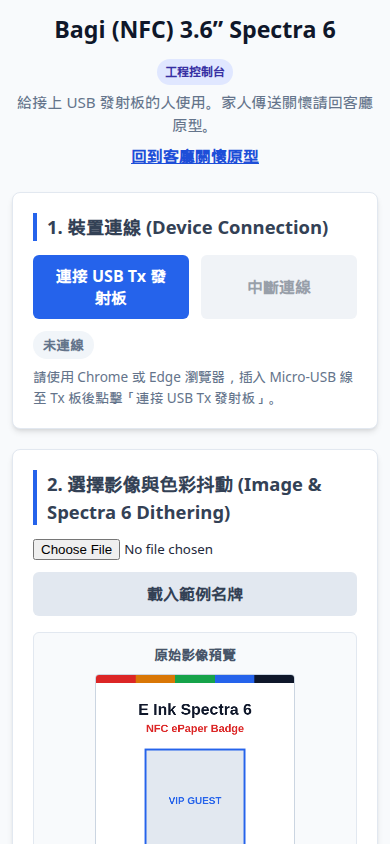 Bagi (NFC) 3.6” Spectra 6
工程控制台
給接上 USB 發射板的人使用。家人傳送關懷請回客廳
原型。
回到客廳關懷原型
1. 裝置連線 (Device Connection)
連接 USB Tx 發
射板
中斷連線
未連線
請使用 Chrome 或 Edge 瀏覽器，插入 Micro-USB 線
至 Tx 板後點擊「連接 USB Tx 發射板」。
2. 選擇影像與色彩抖動 (Image &
Spectra 6 Dithering)
Choose File No file chosen
載入範例名牌
原始影像預覽
E Ink Spectra 6
NFC ePaper Badge
VIP GUEST